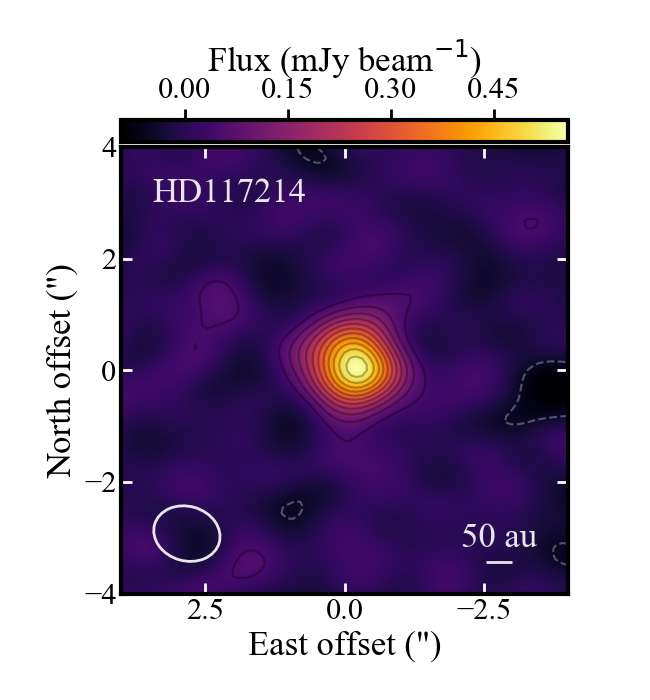 Flux (mJy beam⁻¹)
0.00 0.15 0.30 0.45
4
HD117214
2
0
−2
−4
North offset (")
50 au
2.5 0.0 −2.5
East offset (")